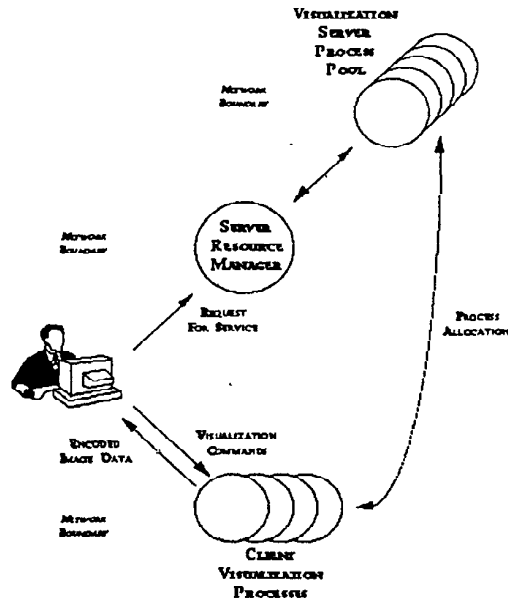 VISUALIZATION
SERVER
PROCESS
POOL
NETWORK
BOUNDARY
SERVER
RESOURCE
MANAGER
NETWORK
BOUNDARY
REQUEST
FOR SERVICE
PROCESS
ALLOCATION
ENCODED
IMAGE DATA
VISUALIZATION
COMMANDS
NETWORK
BOUNDARY
CLIENT
VISUALIZATION
PROCESSES